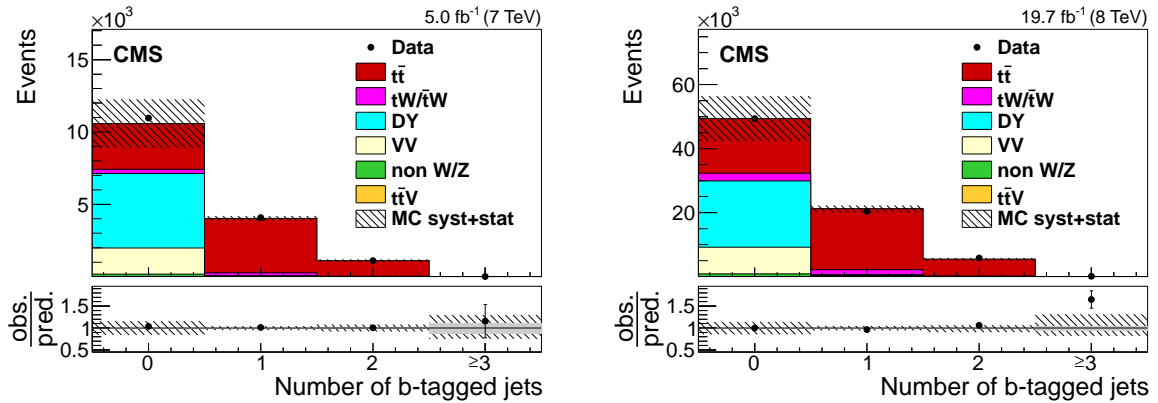 ×10³ 5.0 fb⁻¹ (7 TeV)
CMS
Events
15
10
5
0
Data
tt̄
tW/t̄W
DY
VV
non W/Z
tt̄V
MC syst+stat
obs.
pred.
1.5
1
0.5
0 1 2 ≥3
Number of b-tagged jets
×10³ 19.7 fb⁻¹ (8 TeV)
CMS
Events
60
40
20
Data
tt̄
tW/t̄W
DY
VV
non W/Z
tt̄V
MC syst+stat
obs.
pred.
1.5
1
0.5
0 1 2 ≥3
Number of b-tagged jets